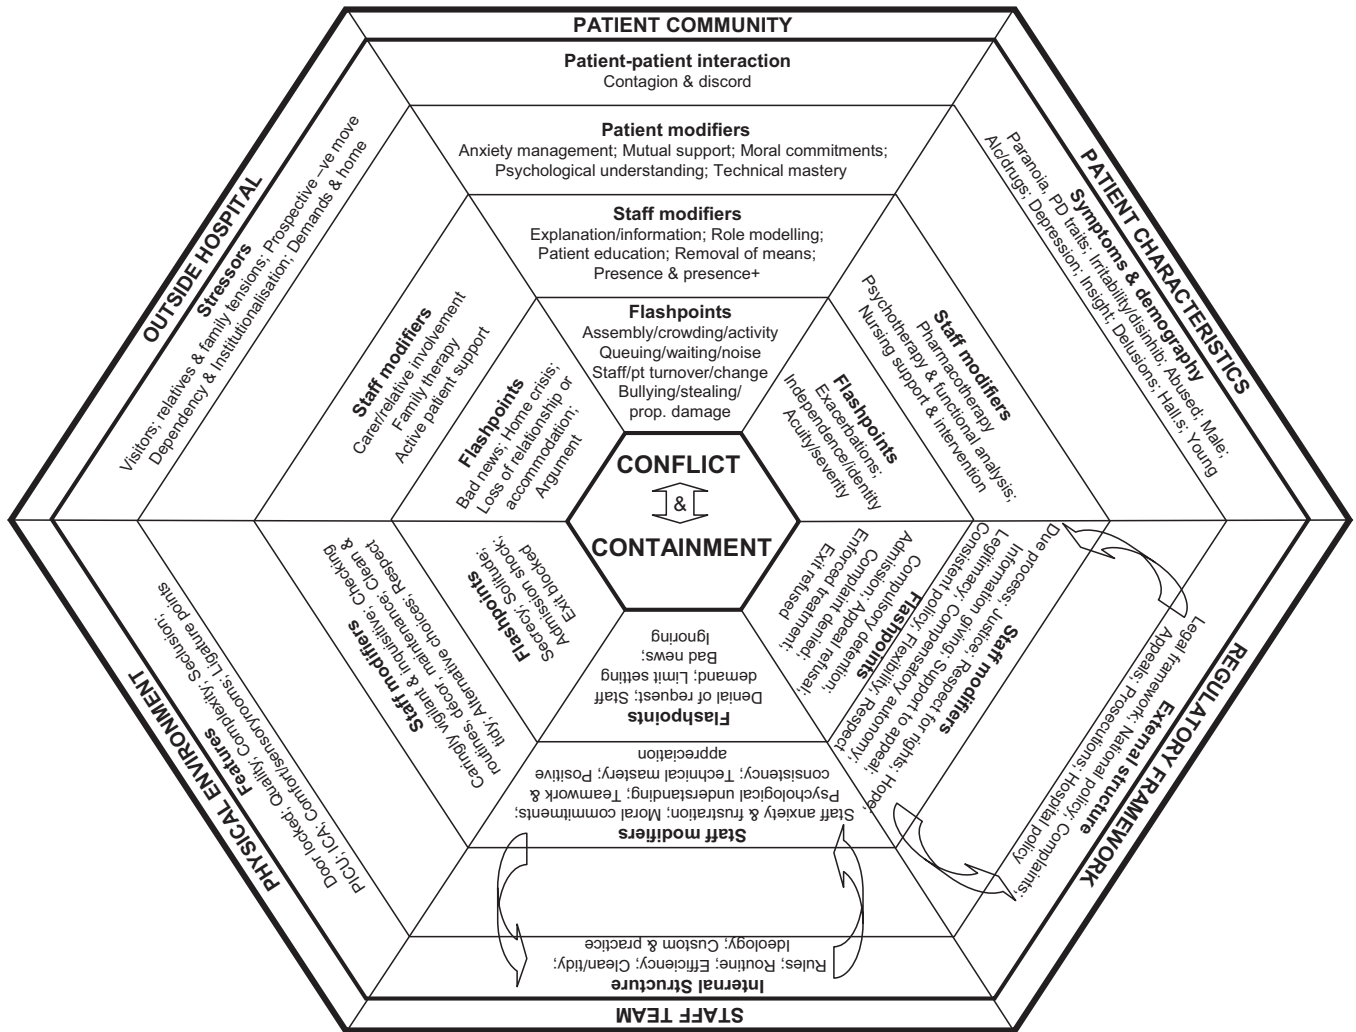 PATIENT COMMUNITY
Patient-patient interaction
Contagion & discord
Patient modifiers
Anxiety management; Mutual support; Moral commitments;
Psychological understanding; Technical mastery
Staff modifiers
Explanation/information; Role modelling;
Patient education; Removal of means;
Presence & presence+
Flashpoints
Assembly/crowding/activity
Queuing/waiting/noise
Staff/pt turnover/change
Bullying/stealing/
prop. damage
PATIENT CHARACTERISTICS
Symptoms & demography
Paranoia, PD traits; Irritability/disinhib; Abused; Male;
Alc/drugs; Depression; Insight; Delusions; Halls; Young
Staff modifiers
Pharmacotherapy
Psychotherapy & functional analysis;
Nursing support & intervention
Flashpoints
Exacerbations;
Independence/identity
Acuity/severity
REGULATORY FRAMEWORK
External structure
Legal framework; National policy; Complaints;
Appeals; Prosecutions; Hospital policy
Staff modifiers
Due process; Justice; Respect for rights; Hope;
Information giving; Support to appeal;
Legitimacy; Compensatory autonomy;
Consistent policy; Flexibility; Respect
Flashpoints
Compulsory detention;
Admission; Appeal refusal;
Complaint denied;
Enforced treatment;
Exit refused
STAFF TEAM
Internal Structure
Rules; Routine; Efficiency; Clean/tidy;
Ideology; Custom & practice
Staff modifiers
Staff anxiety & frustration; Moral commitments;
Psychological understanding; Teamwork &
consistency; Technical mastery; Positive
appreciation
Flashpoints
Denial of request; Staff
demand; Limit setting
Bad news;
Ignoring
PHYSICAL ENVIRONMENT
Features
Door locked; Quality; Complexity; Seclusion;
PICU, ICA; Comfort/sensoryrooms, Ligature points
Staff modifiers
Caringly vigilant & inquisitive; Checking
routines, décor, maintenance; Clean &
tidy; Alternative choices; Respect
Flashpoints
Secrecy; Solitude;
Admission shock;
Exit blocked
OUTSIDE HOSPITAL
Stressors
Visitors; relatives & family tensions; Prospective –ve move
Dependency & Institutionalisation; Demands & home
Staff modifiers
Carer/relative involvement
Family therapy
Active patient support
Flashpoints
Bad news; Home crisis;
Loss of relationship or
accommodation;
Argument
CONFLICT
&
CONTAINMENT